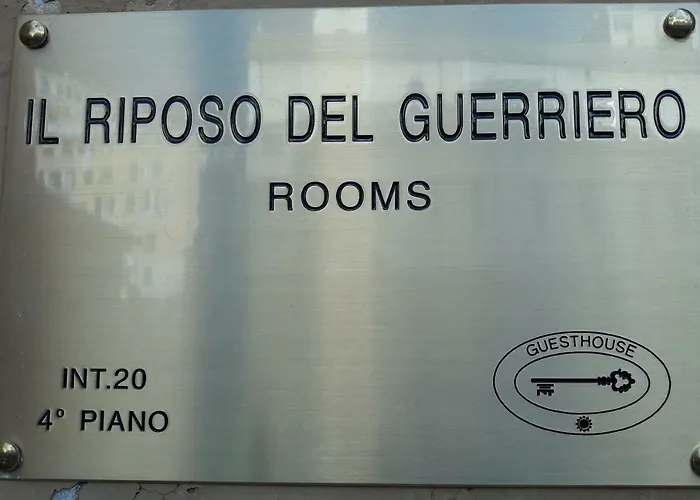 IL RIPOSO DEL GUERRIERO
ROOMS
INT.20
4° PIANO
GUESTHOUSE